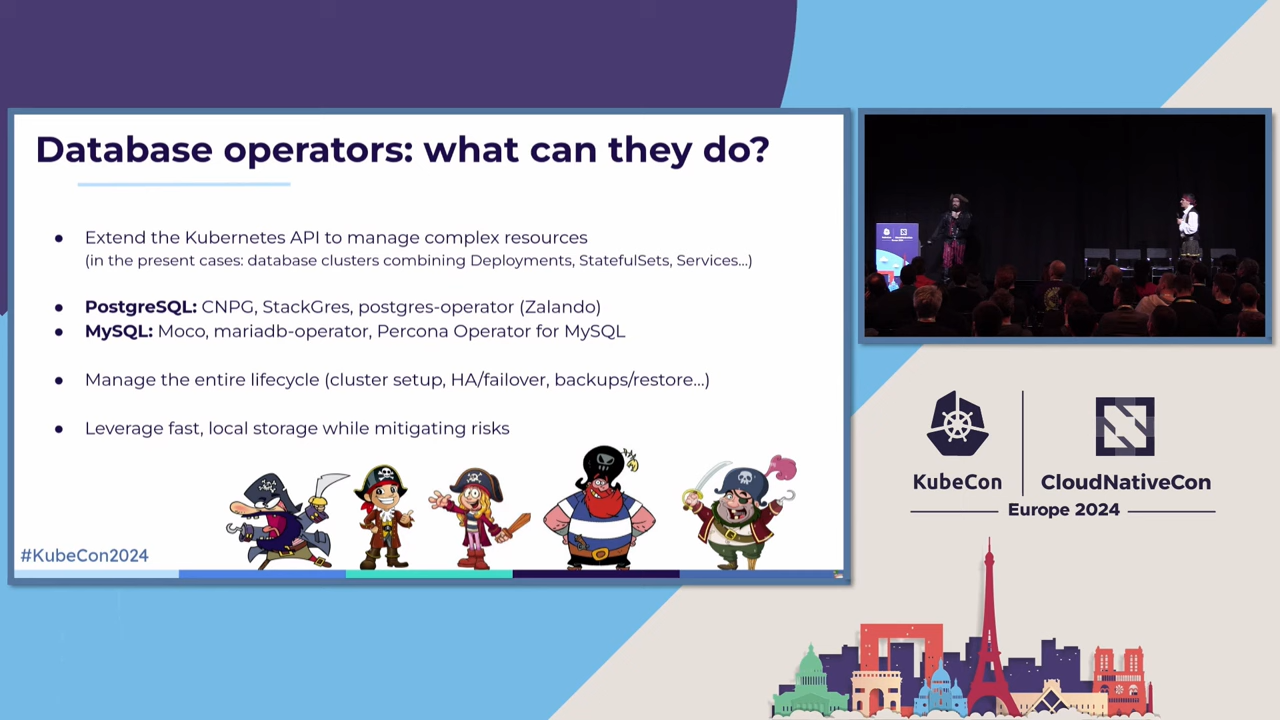 Database operators: what can they do?
● Extend the Kubernetes API to manage complex resources
(in the present cases: database clusters combining Deployments, StatefulSets, Services...)
● PostgreSQL: CNPG, StackGres, postgres-operator (Zalando)
● MySQL: Moco, mariadb-operator, Percona Operator for MySQL
● Manage the entire lifecycle (cluster setup, HA/failover, backups/restore...)
● Leverage fast, local storage while mitigating risks
#KubeCon2024
KubeCon
CloudNativeCon
Europe 2024